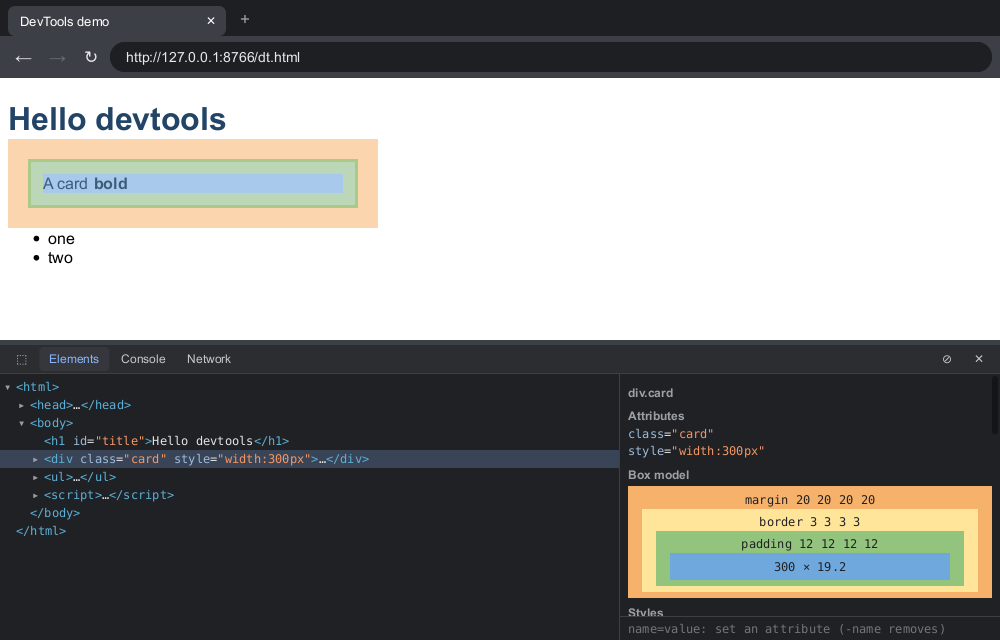 DevTools demo
http://127.0.0.1:8766/dt.html
Hello devtools
A card bold
one
two
Elements Console Network
<html>
<head>…</head>
<body>
<h1 id="title">Hello devtools</h1>
<div class="card" style="width:300px">…</div>
<ul>…</ul>
<script>…</script>
</body>
</html>
div.card
Attributes
class="card"
style="width:300px"
Box model
margin 20 20 20 20
border 3 3 3 3
padding 12 12 12 12
300 × 19.2
Styles
name=value: set an attribute (-name removes)